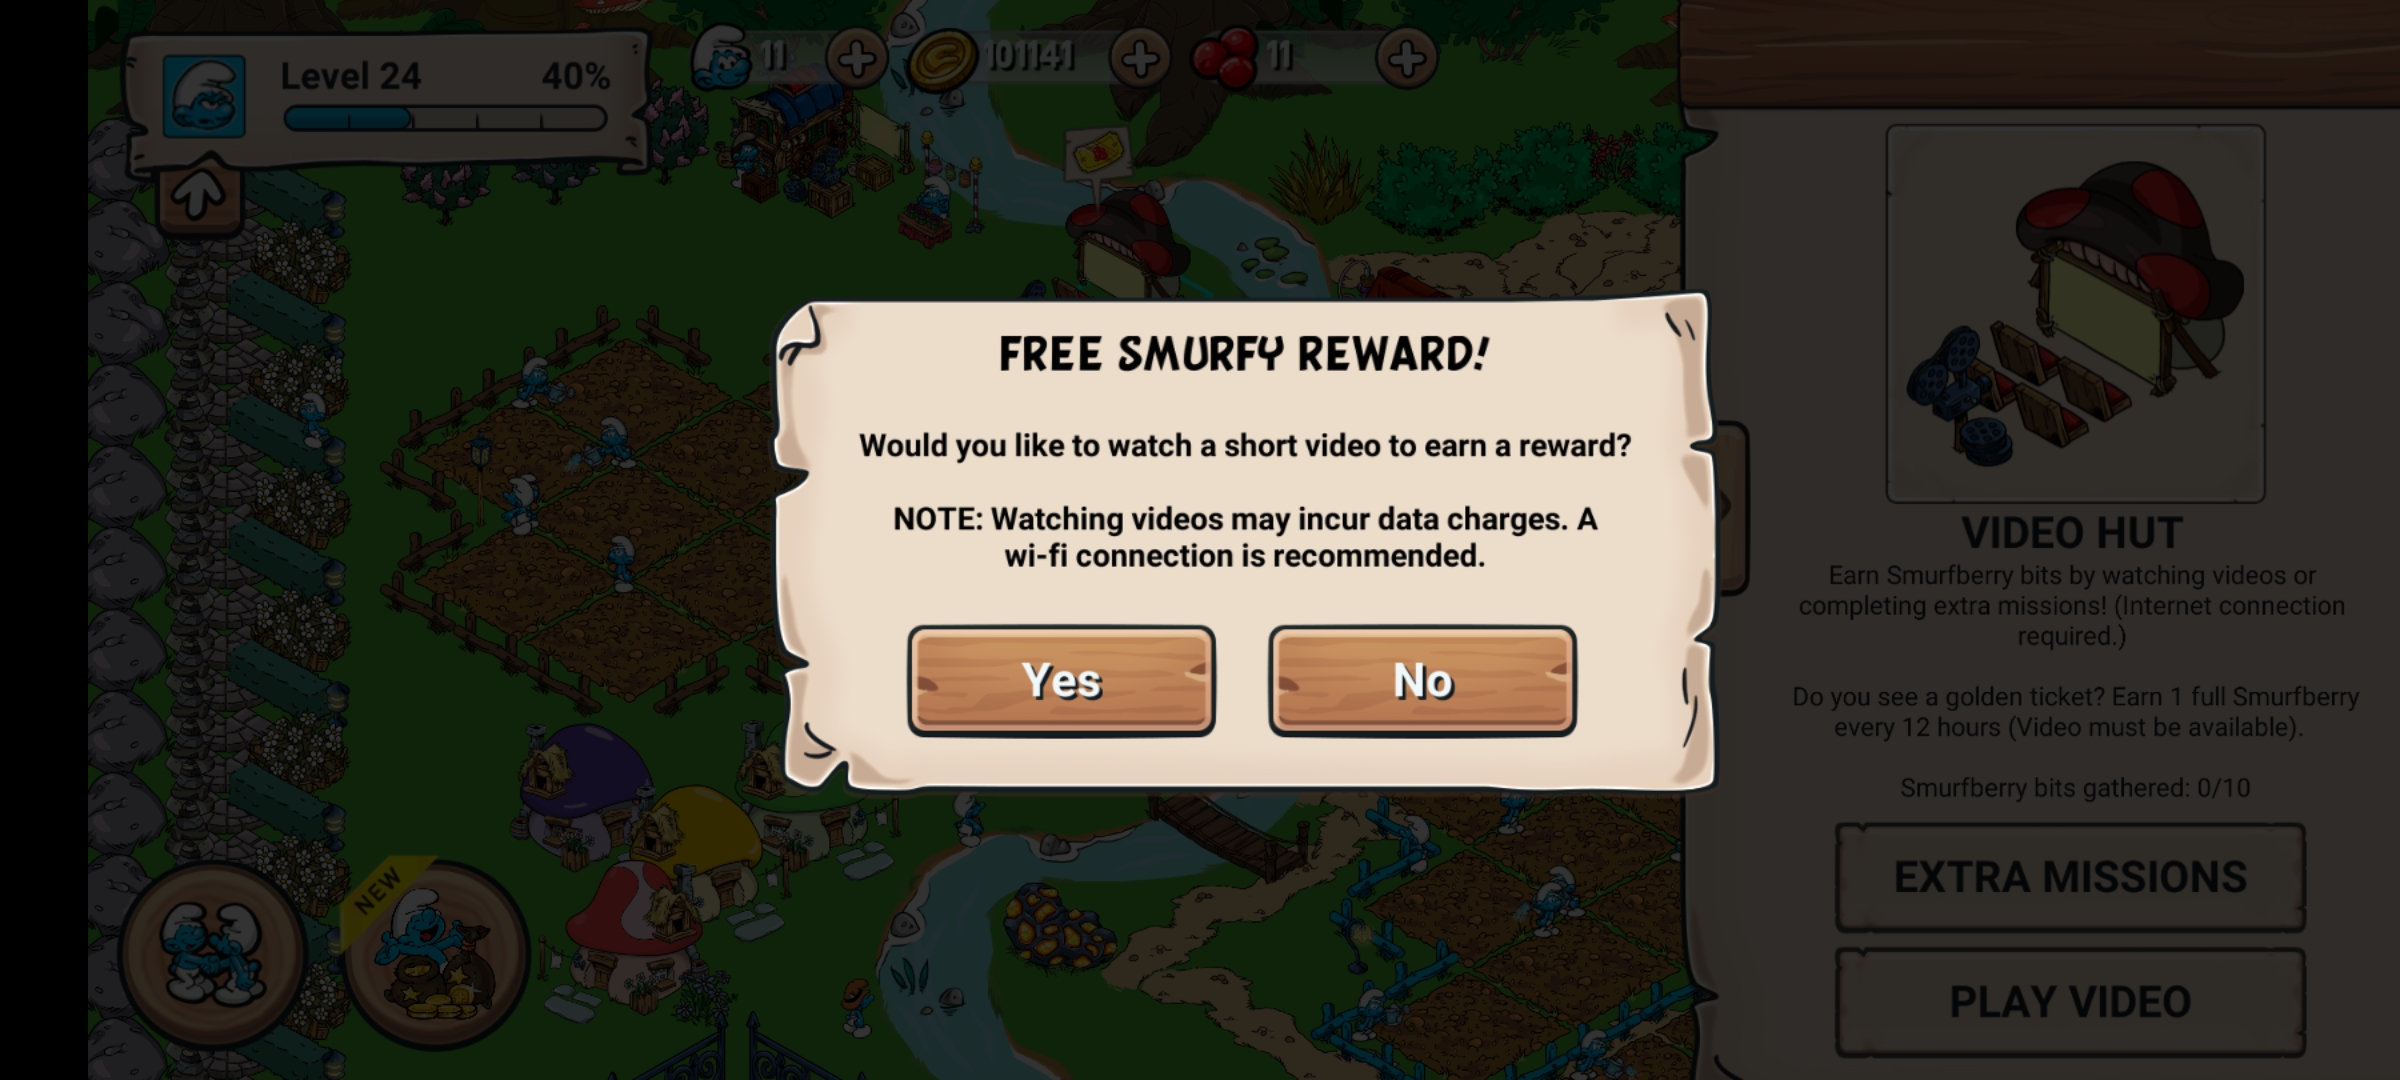 Level 24
40%
11
101141
11
FREE SMURFY REWARD!
Would you like to watch a short video to earn a reward?
NOTE: Watching videos may incur data charges. A
wi-fi connection is recommended.
Yes
No
VIDEO HUT
Earn Smurfberry bits by watching videos or
completing extra missions! (Internet connection
required.)
Do you see a golden ticket? Earn 1 full Smurfberry
every 12 hours (Video must be available).
Smurfberry bits gathered: 0/10
EXTRA MISSIONS
PLAY VIDEO
NEW